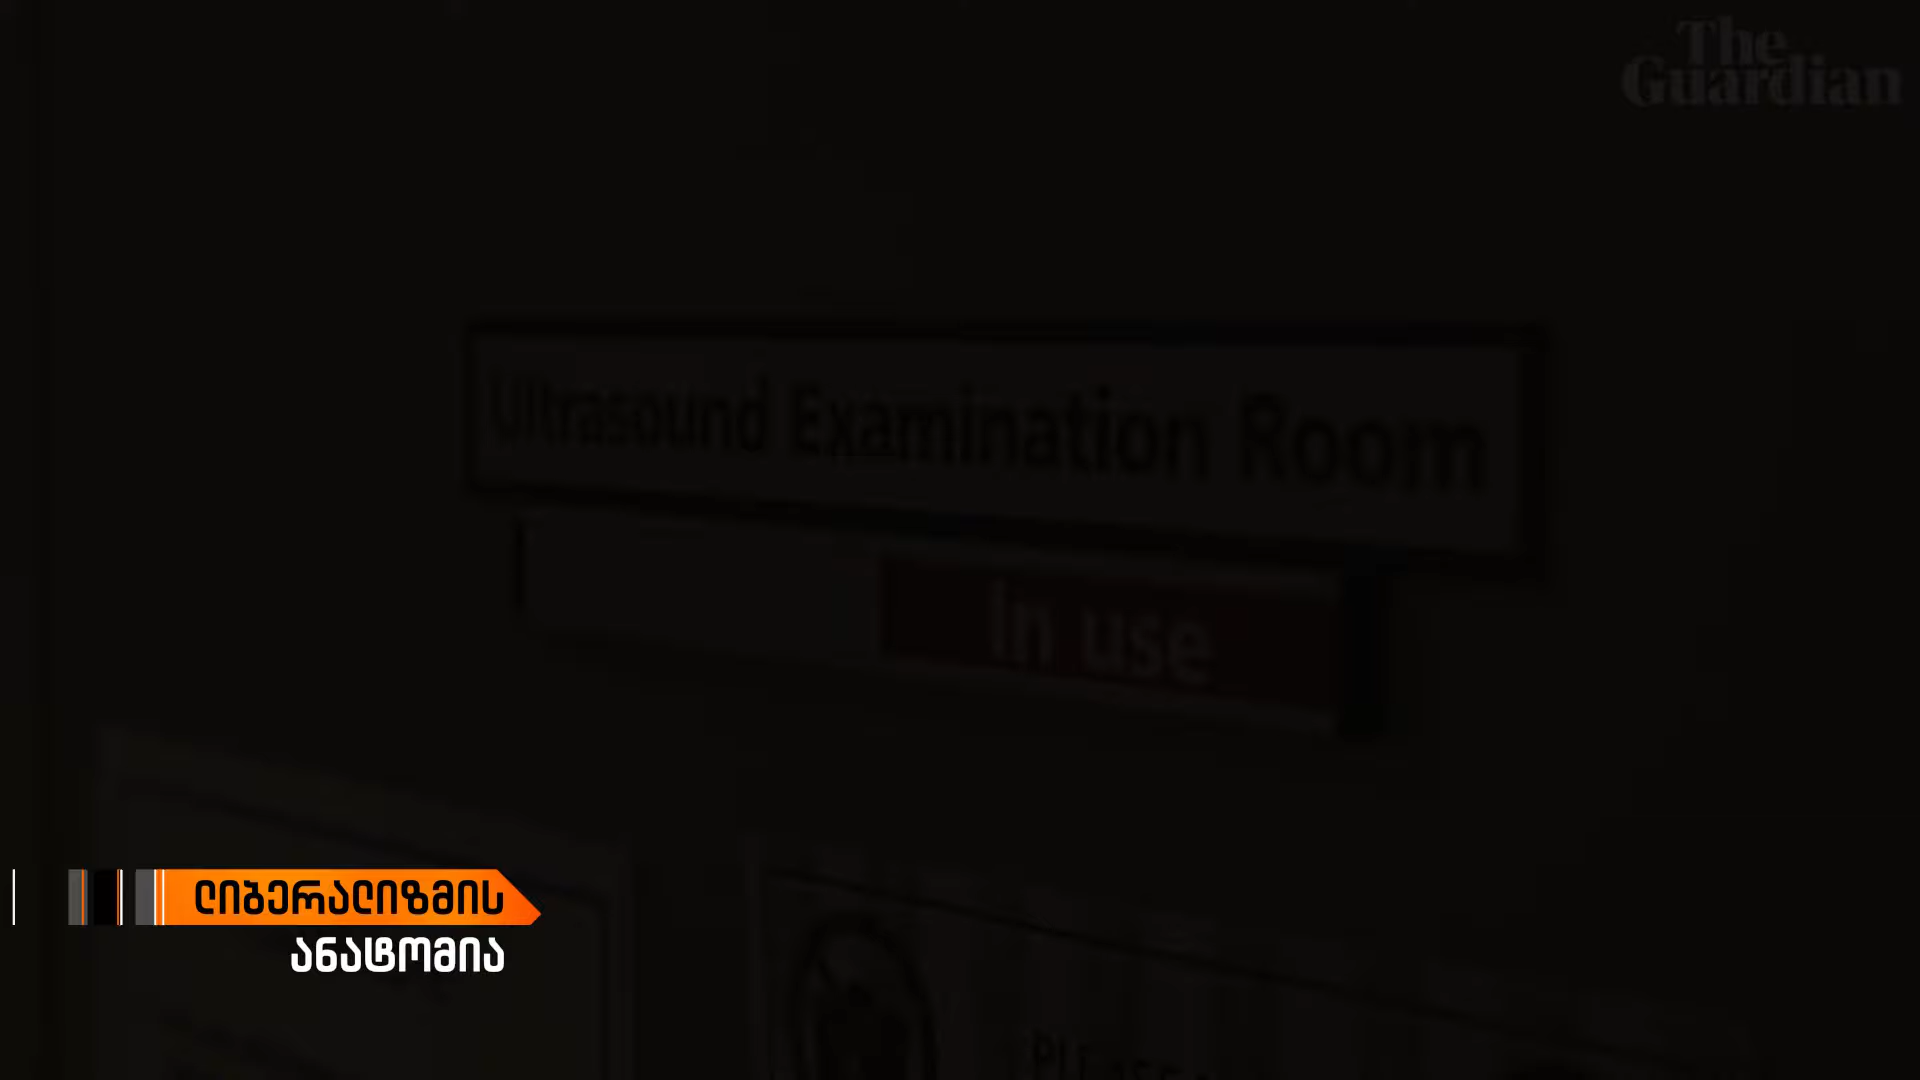 The
Guardian
Ultrasound Examination Room
In use
ლიბერალიზმის
ანატომია